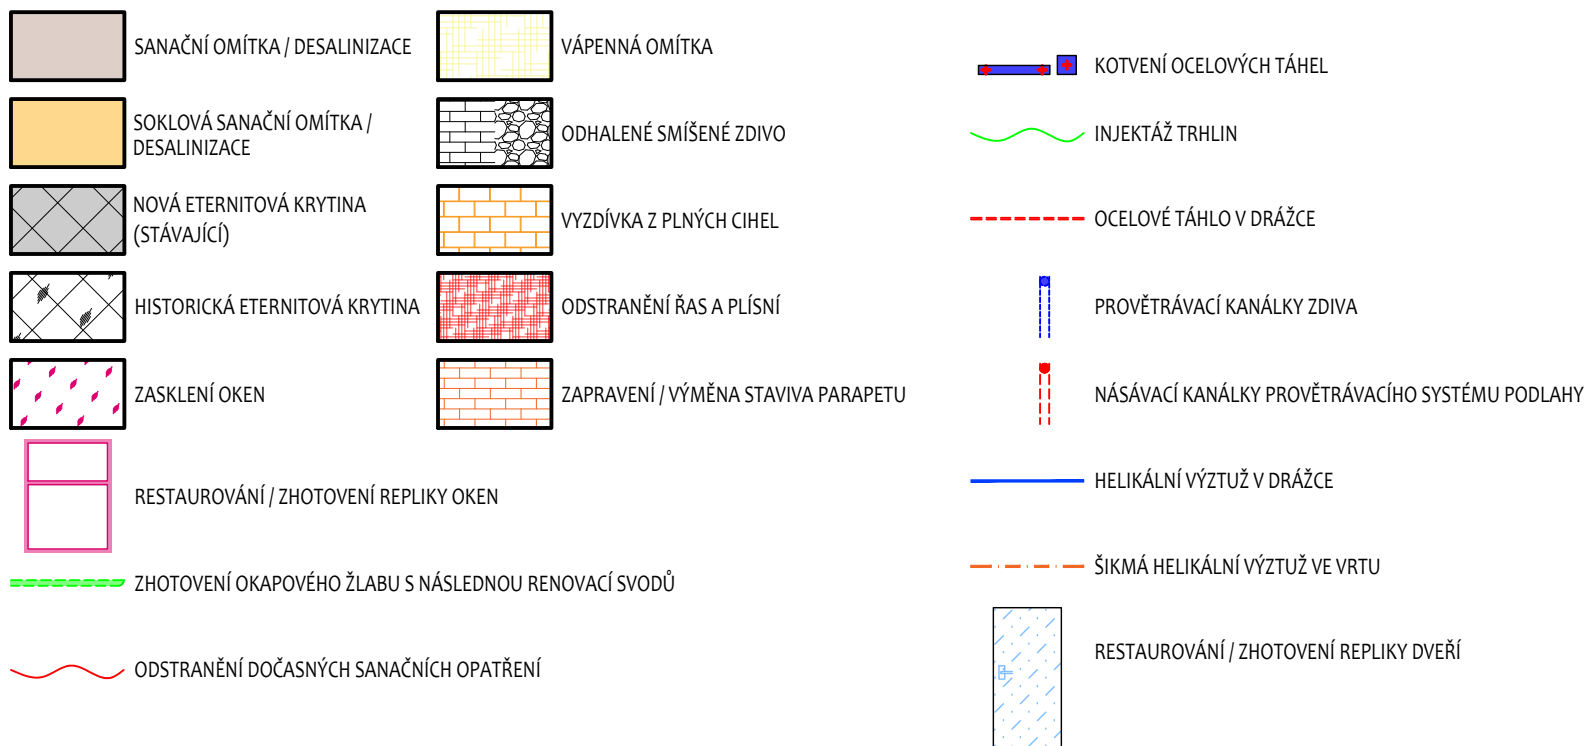 SANAČNÍ OMÍTKA / DESALINIZACE
SOKLOVÁ SANAČNÍ OMÍTKA /
DESALINIZACE
NOVÁ ETERNITOVÁ KRYTINA
(STÁVAJÍCÍ)
HISTORICKÁ ETERNITOVÁ KRYTINA
ZASKLENÍ OKEN
RESTAUROVÁNÍ / ZHOTOVENÍ REPLIKY OKEN
ZHOTOVENÍ OKAPOVÉHO ŽLABU S NÁSLEDNOU RENOVACÍ SVODŮ
ODSTRANĚNÍ DOČASNÝCH SANAČNÍCH OPATŘENÍ
VÁPENNÁ OMÍTKA
ODHALENÉ SMÍŠENÉ ZDIVO
VYZDÍVKA Z PLNÝCH CIHEL
ODSTRANĚNÍ ŘAS A PLÍSNÍ
ZAPRAVENÍ / VÝMĚNA STAVIVA PARAPETU
KOTVENÍ OCELOVÝCH TÁHEL
INJEKTÁŽ TRHLIN
OCELOVÉ TÁHLO V DRÁŽCE
PROVĚTRÁVACÍ KANÁLKY ZDIVA
NÁSÁVACÍ KANÁLKY PROVĚTRÁVACÍHO SYSTÉMU PODLAHY
HELIKÁLNÍ VÝZTUŽ V DRÁŽCE
ŠIKMÁ HELIKÁLNÍ VÝZTUŽ VE VRTU
RESTAUROVÁNÍ / ZHOTOVENÍ REPLIKY DVEŘÍ